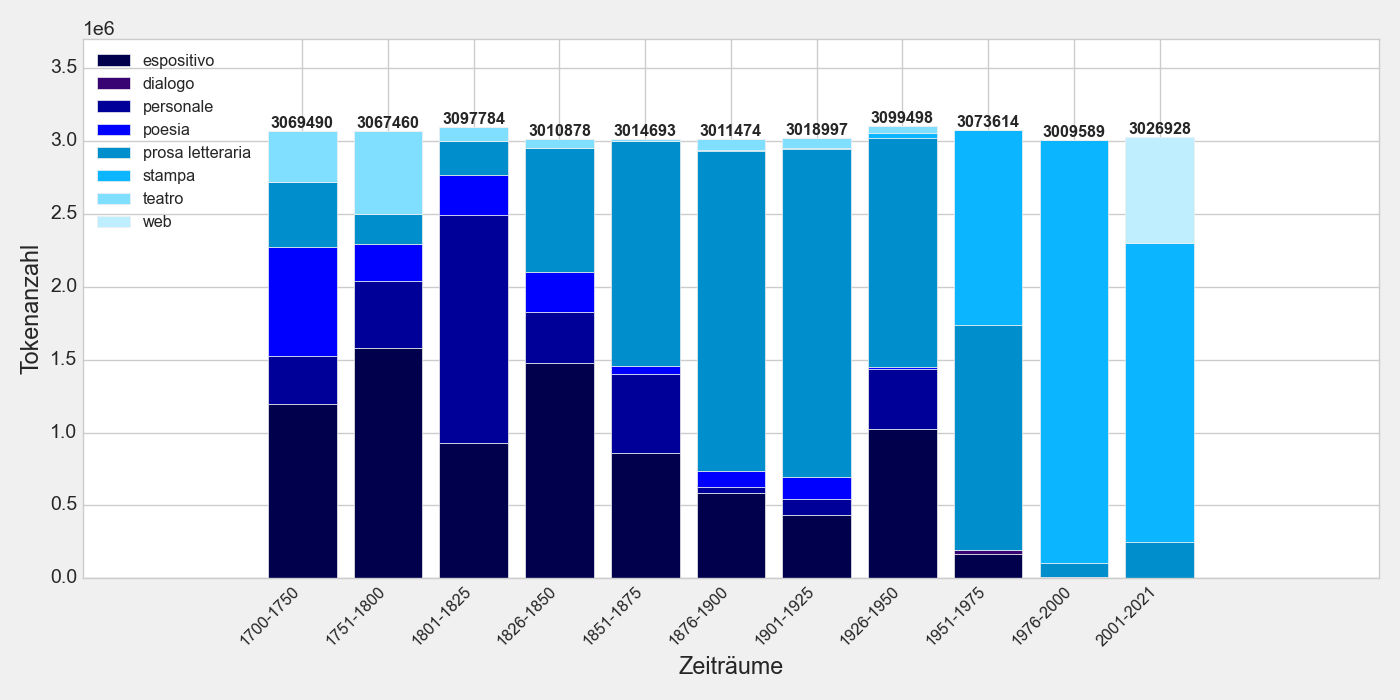 1e6
3.5
3.0
2.5
2.0
1.5
1.0
0.5
0.0
Tokenanzahl
espositivo
dialogo
personale
poesia
prosa letteraria
stampa
teatro
web
3069490
3067460
3097784
3010878
3014693
3011474
3018997
3099498
3073614
3009589
3026928
1700-1750
1751-1800
1801-1825
1826-1850
1851-1875
1876-1900
1901-1925
1926-1950
1951-1975
1976-2000
2001-2021
Zeiträume